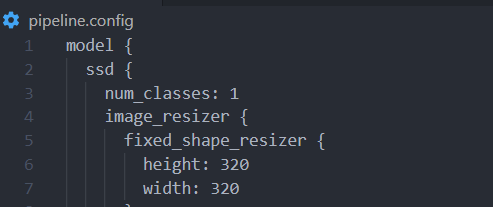 pipeline.config
1 model {
2 ssd {
3 num_classes: 1
4 image_resizer {
5 fixed_shape_resizer {
6 height: 320
7 width: 320
}